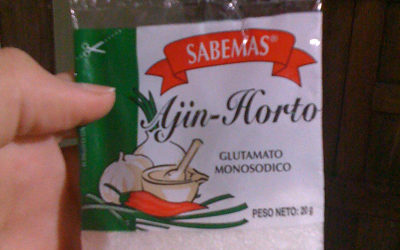 SABEMAS®
Ajin-Horto
GLUTAMATO
MONOSODICO
PESO NETO: 20 g